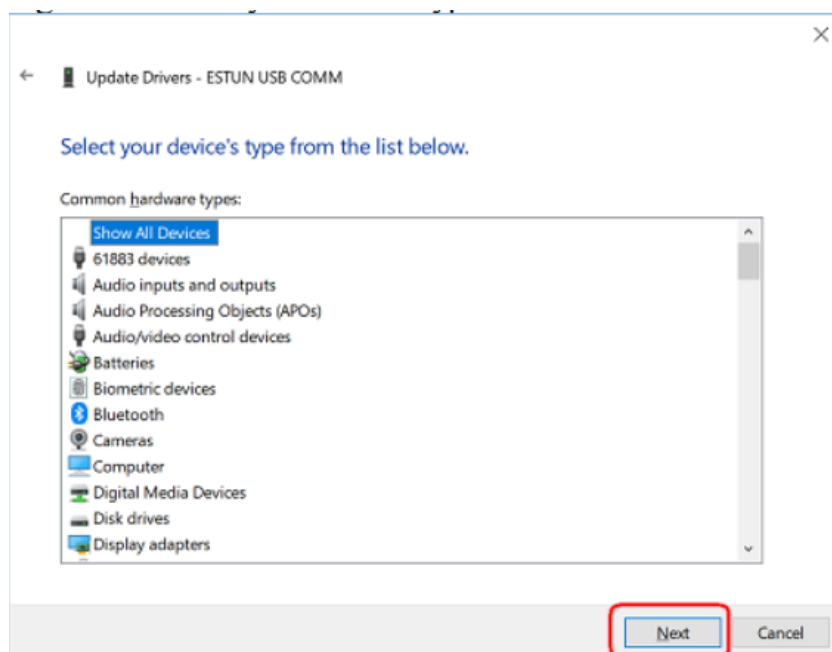 Update Drivers - ESTUN USB COMM
Select your device's type from the list below.
Common hardware types:
Show All Devices
61883 devices
Audio inputs and outputs
Audio Processing Objects (APOs)
Audio/video control devices
Batteries
Biometric devices
Bluetooth
Cameras
Computer
Digital Media Devices
Disk drives
Display adapters
Next Cancel